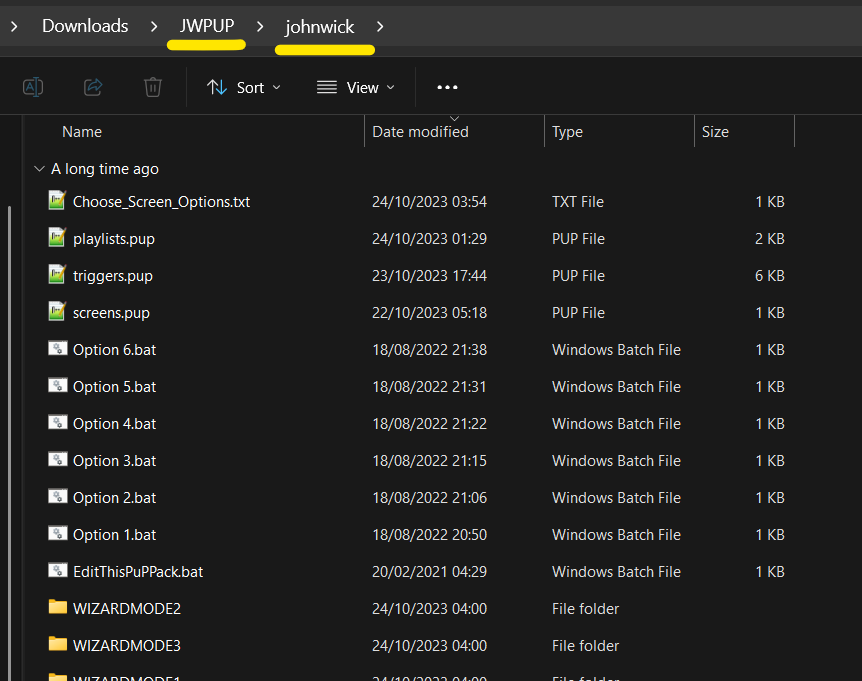 Downloads JWPUP johnwick
Sort View
Name Date modified Type Size
A long time ago
Choose_Screen_Options.txt 24/10/2023 03:54 TXT File 1 KB
playlists.pup 24/10/2023 01:29 PUP File 2 KB
triggers.pup 23/10/2023 17:44 PUP File 6 KB
screens.pup 22/10/2023 05:18 PUP File 1 KB
Option 6.bat 18/08/2022 21:38 Windows Batch File 1 KB
Option 5.bat 18/08/2022 21:31 Windows Batch File 1 KB
Option 4.bat 18/08/2022 21:22 Windows Batch File 1 KB
Option 3.bat 18/08/2022 21:15 Windows Batch File 1 KB
Option 2.bat 18/08/2022 21:06 Windows Batch File 1 KB
Option 1.bat 18/08/2022 20:50 Windows Batch File 1 KB
EditThisPuPPack.bat 20/02/2021 04:29 Windows Batch File 1 KB
WIZARDMODE2 24/10/2023 04:00 File folder
WIZARDMODE3 24/10/2023 04:00 File folder
WIZARDMODE1 24/10/2023 04:00 File folder